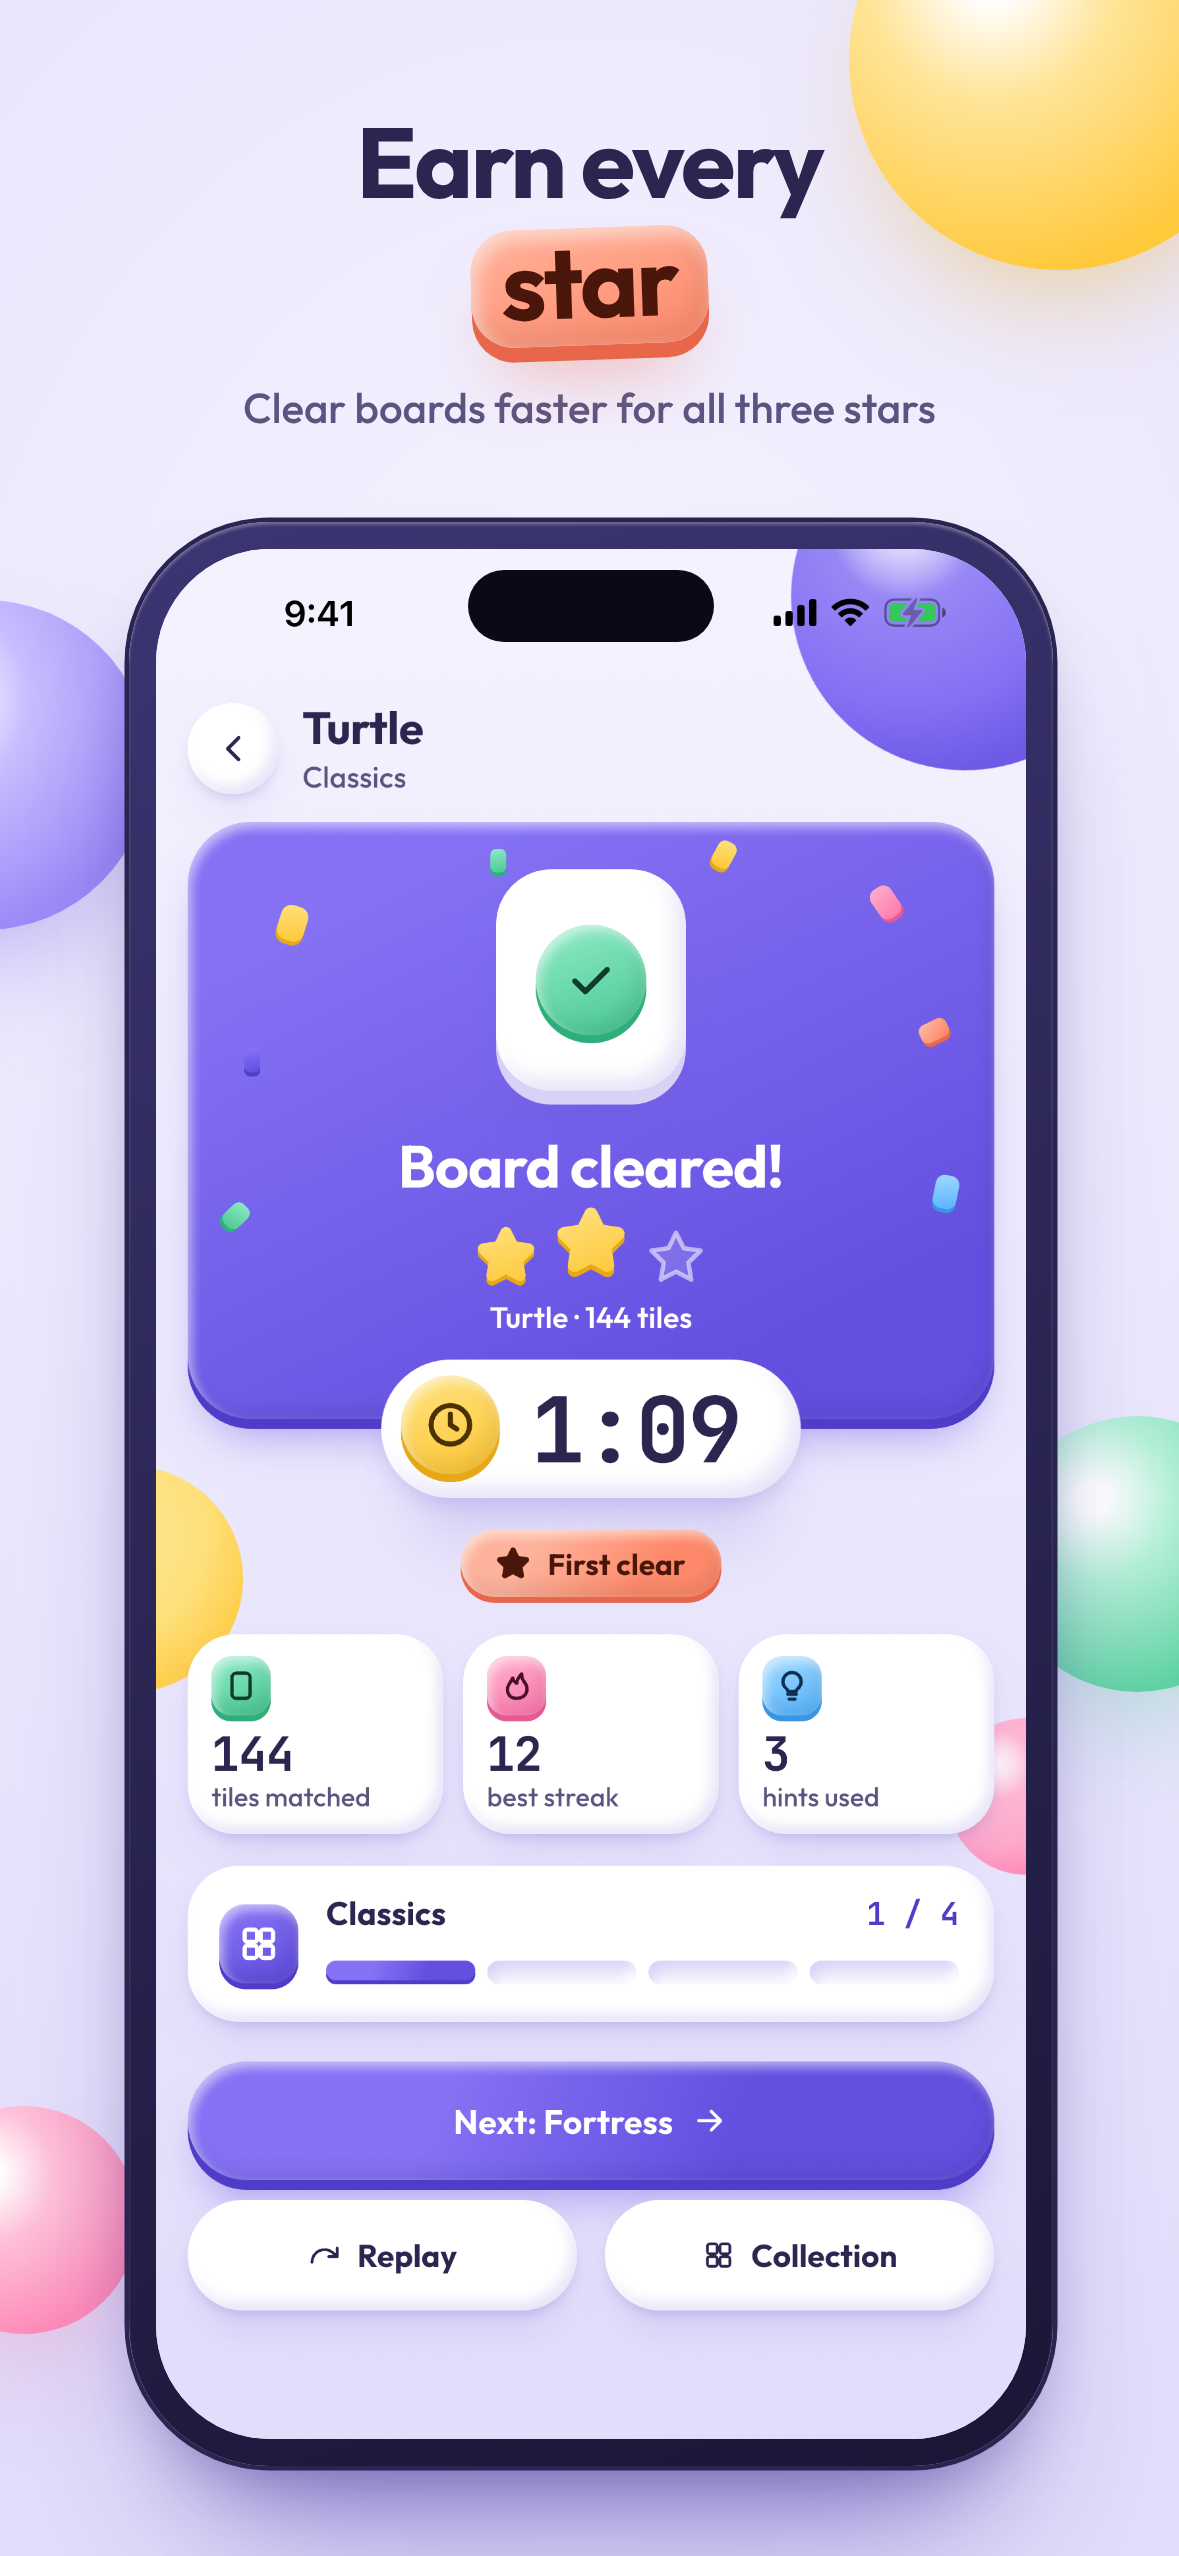 Earn every
star
Clear boards faster for all three stars
9:41
Turtle
Classics
Board cleared!
Turtle · 144 tiles
1:09
First clear
144
tiles matched
12
best streak
3
hints used
Classics
1 / 4
Next: Fortress
Replay
Collection